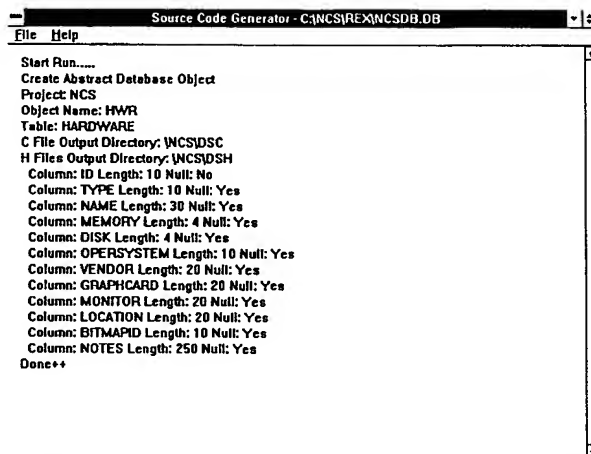 Source Code Generator - C:\NCS\REX\NCSDB.DB
File Help
Start Run.....
Create Abstract Database Object
Project: NCS
Object Name: HWR
Table: HARDWARE
C File Output Directory: \NCS\DSC
H Files Output Directory: \NCS\DSH
Column: ID Length: 10 Null: No
Column: TYPE Length: 10 Null: Yes
Column: NAME Length: 30 Null: Yes
Column: MEMORY Length: 4 Null: Yes
Column: DISK Length: 4 Null: Yes
Column: OPERSYSTEM Length: 10 Null: Yes
Column: VENDOR Length: 20 Null: Yes
Column: GRAPHCARD Length: 20 Null: Yes
Column: MONITOR Length: 20 Null: Yes
Column: LOCATION Length: 20 Null: Yes
Column: BITMAPID Length: 10 Null: Yes
Column: NOTES Length: 250 Null: Yes
Done++